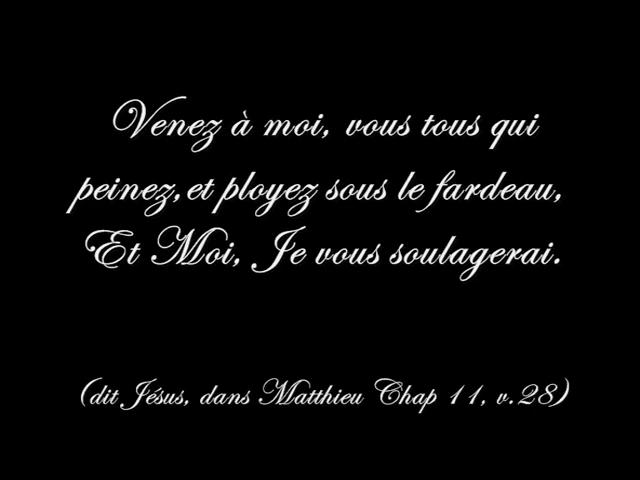 Venez à moi, vous tous qui
peinez,et ployez sous le fardeau,
Et Moi, Je vous soulagerai.
(dit Jésus, dans Matthieu Chap 11, v.28)